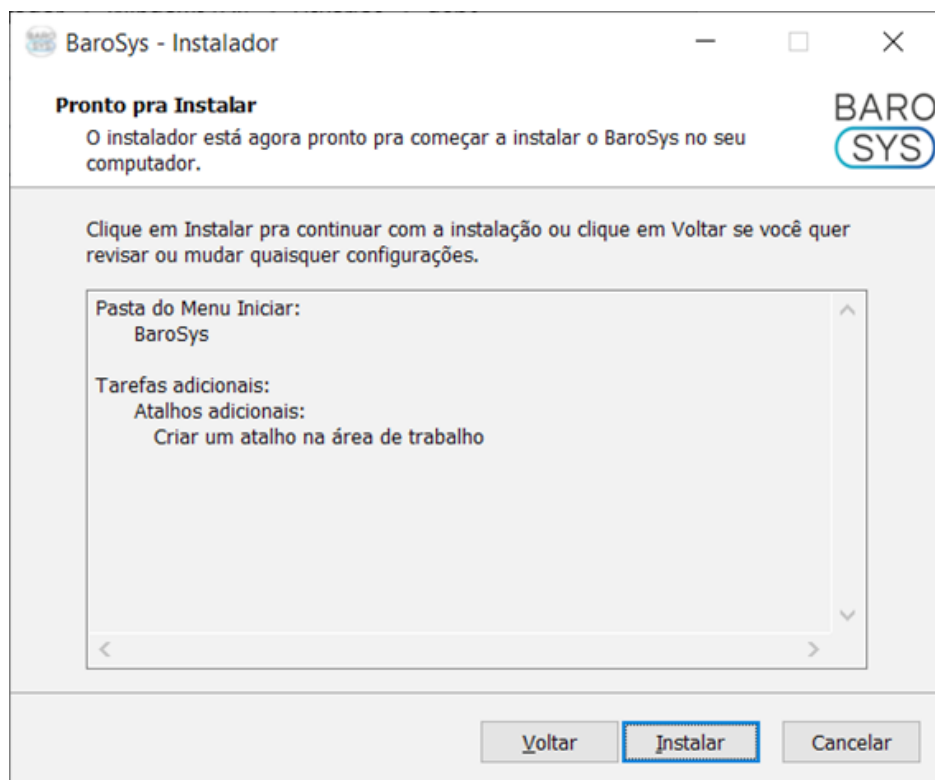 BaroSys - Instalador
Pronto pra Instalar
O instalador está agora pronto pra começar a instalar o BaroSys no seu
computador.
BARO
SYS
Clique em Instalar pra continuar com a instalação ou clique em Voltar se você quer
revisar ou mudar quaisquer configurações.
Pasta do Menu Iniciar:
BaroSys
Tarefas adicionais:
Atalhos adicionais:
Criar um atalho na área de trabalho
Voltar
Instalar
Cancelar